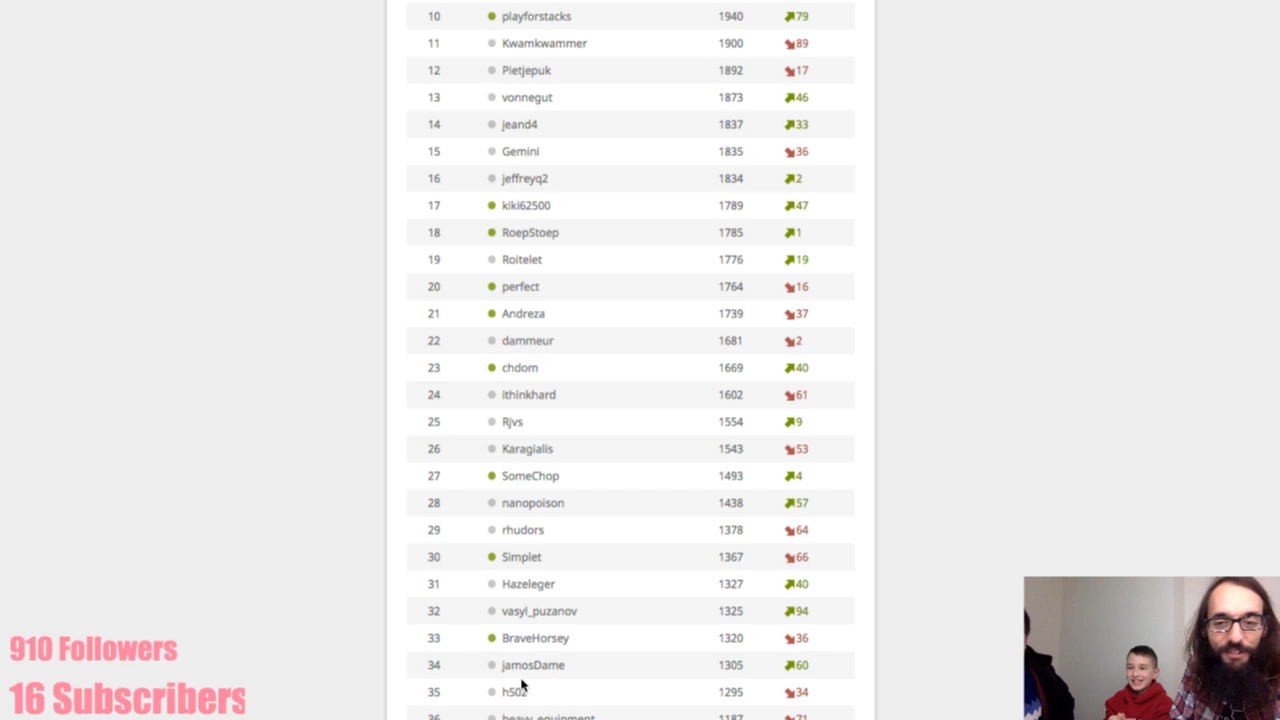 10 playforstacks 1940 79
11 Kwamkwammer 1900 89
12 Pietjepuk 1892 17
13 vonnegut 1873 46
14 jeand4 1837 33
15 Gemini 1835 36
16 jeffreyq2 1834 2
17 kiki62500 1789 47
18 RoepStoep 1785 1
19 Roitelet 1776 19
20 perfect 1764 16
21 Andreza 1739 37
22 dammeur 1681 2
23 chdom 1669 40
24 ithinkhard 1602 61
25 Rjvs 1554 9
26 Karagialis 1543 53
27 SomeChop 1493 4
28 nanopoison 1438 57
29 rhudors 1378 64
30 Simplet 1367 66
31 Hazeleger 1327 40
32 vasyl_puzanov 1325 94
33 BraveHorsey 1320 36
34 jamosDame 1305 60
35 h502 1295 34
36 heavy_equipment 1187 71
910 Followers
16 Subscribers